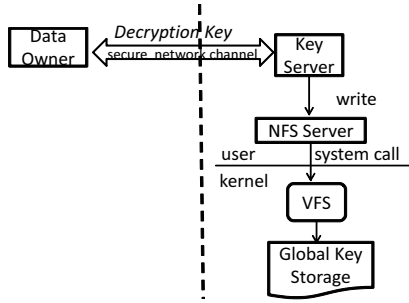 Data
Owner
Decryption Key
secure network channel
Key
Server
write
NFS Server
user
system call
kernel
VFS
Global Key
Storage